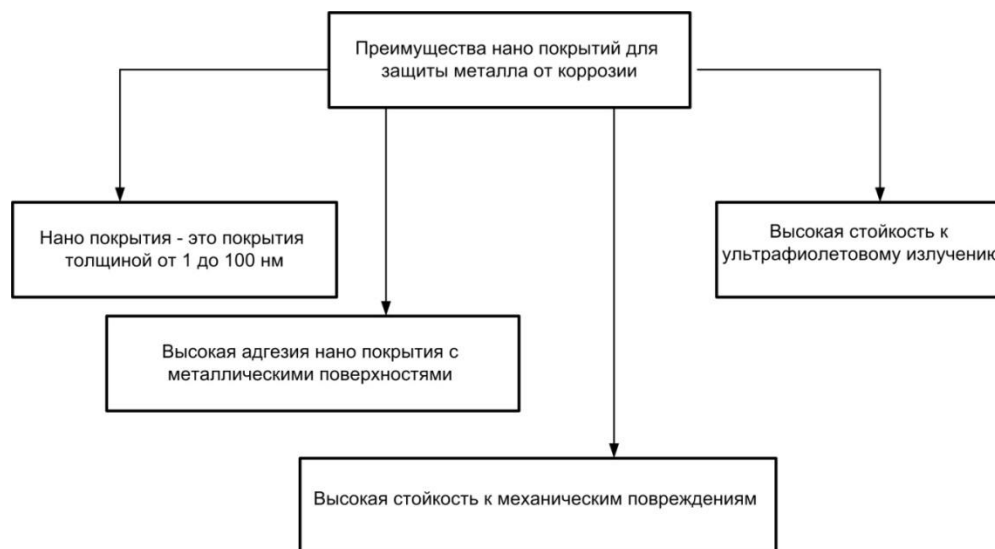 Преимущества нано покрытий для
защиты металла от коррозии
Нано покрытия - это покрытия
толщиной от 1 до 100 нм
Высокая стойкость к
ультрафиолетовому излучению
Высокая адгезия нано покрытия с
металлическими поверхностями
Высокая стойкость к механическим повреждениям